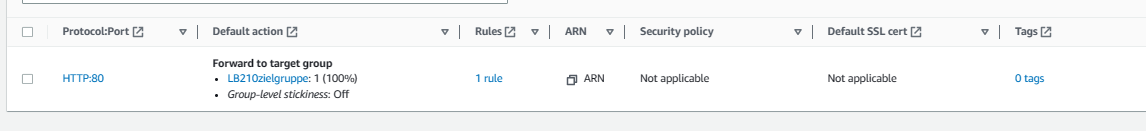 Protocol:Port Default action Rules ARN Security policy Default SSL cert Tags
Forward to target group
HTTP:80 • LB210zielgruppe: 1 (100%) 1 rule ARN Not applicable Not applicable 0 tags
• Group-level stickiness: Off